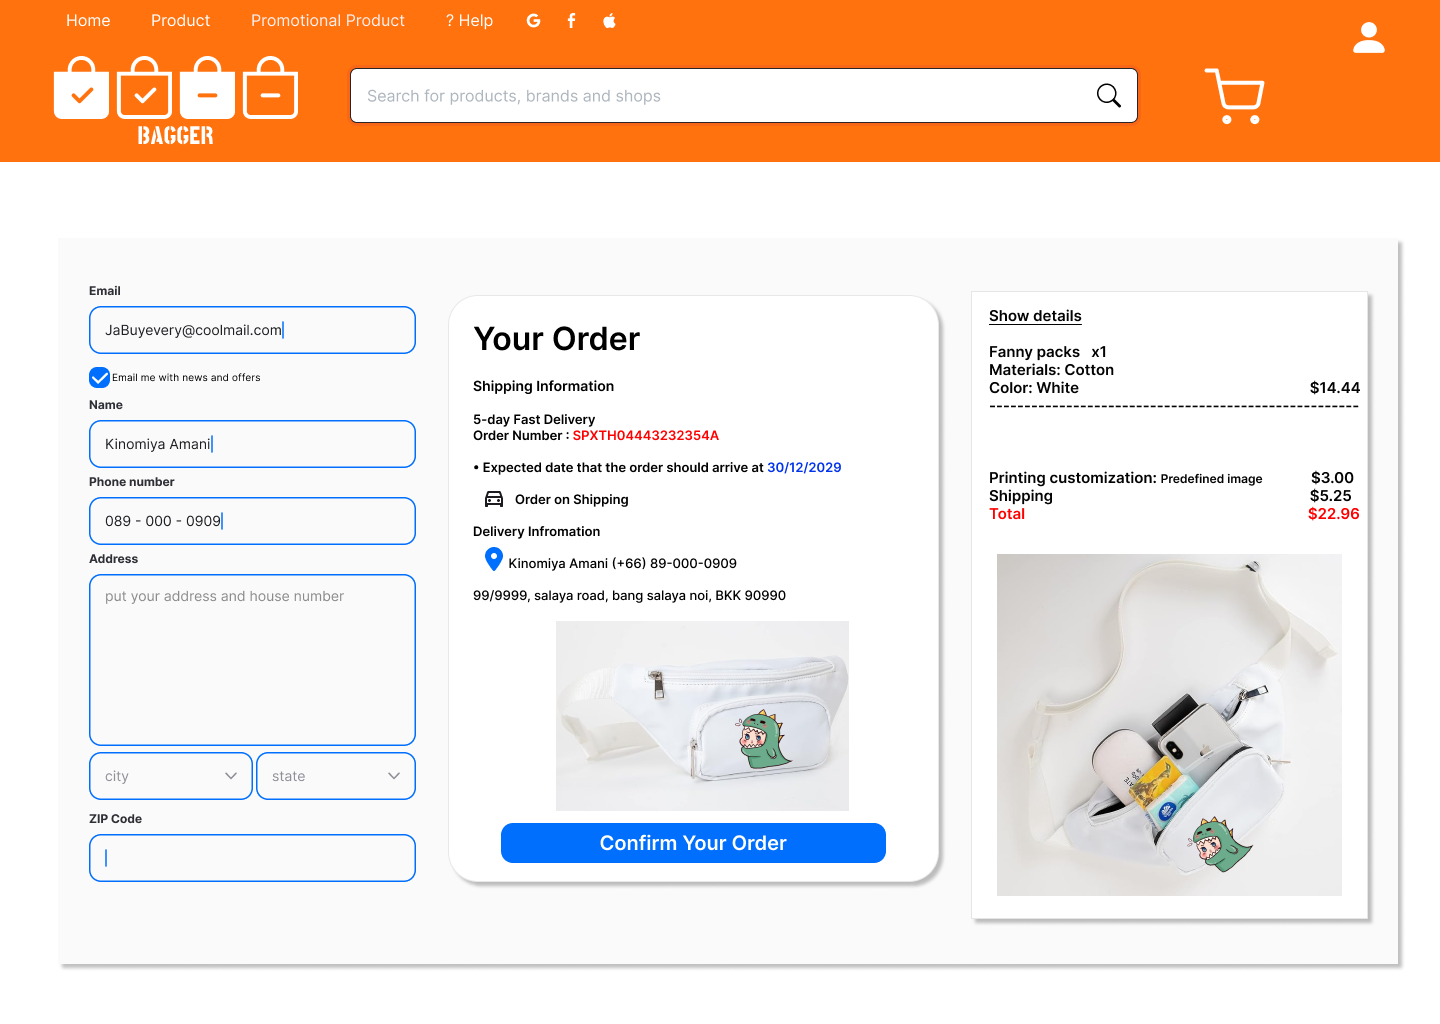 Home
Product
Promotional Product
? Help
BAGGER
Search for products, brands and shops
Email
JaBuyevery@coolmail.com
Email me with news and offers
Name
Kinomiya Amani
Phone number
089 - 000 - 0909
Address
put your address and house number
city
state
ZIP Code
Your Order
Shipping Information
5-day Fast Delivery
Order Number : SPXTH04443232354A
• Expected date that the order should arrive at 30/12/2029
Order on Shipping
Delivery Infromation
Kinomiya Amani (+66) 89-000-0909
99/9999, salaya road, bang salaya noi, BKK 90990
Confirm Your Order
Show details
Fanny packs x1
Materials: Cotton
Color: White $14.44
Printing customization: Predefined image $3.00
Shipping $5.25
Total $22.96